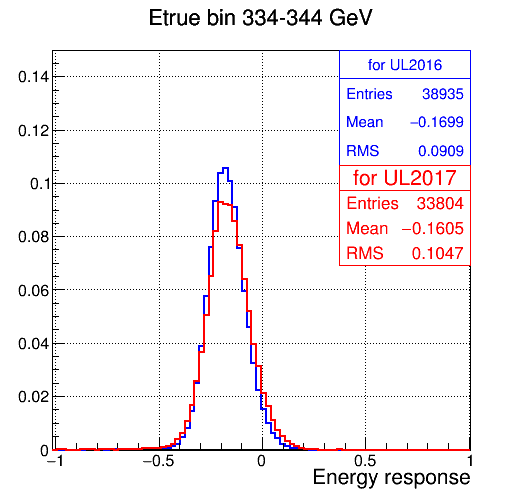 Etrue bin 334-344 GeV
for UL2016
Entries 38935
Mean −0.1699
RMS 0.0909
for UL2017
Entries 33804
Mean −0.1605
RMS 0.1047
0.14
0.12
0.1
0.08
0.06
0.04
0.02
0
−1 −0.5 0 0.5 1
Energy response